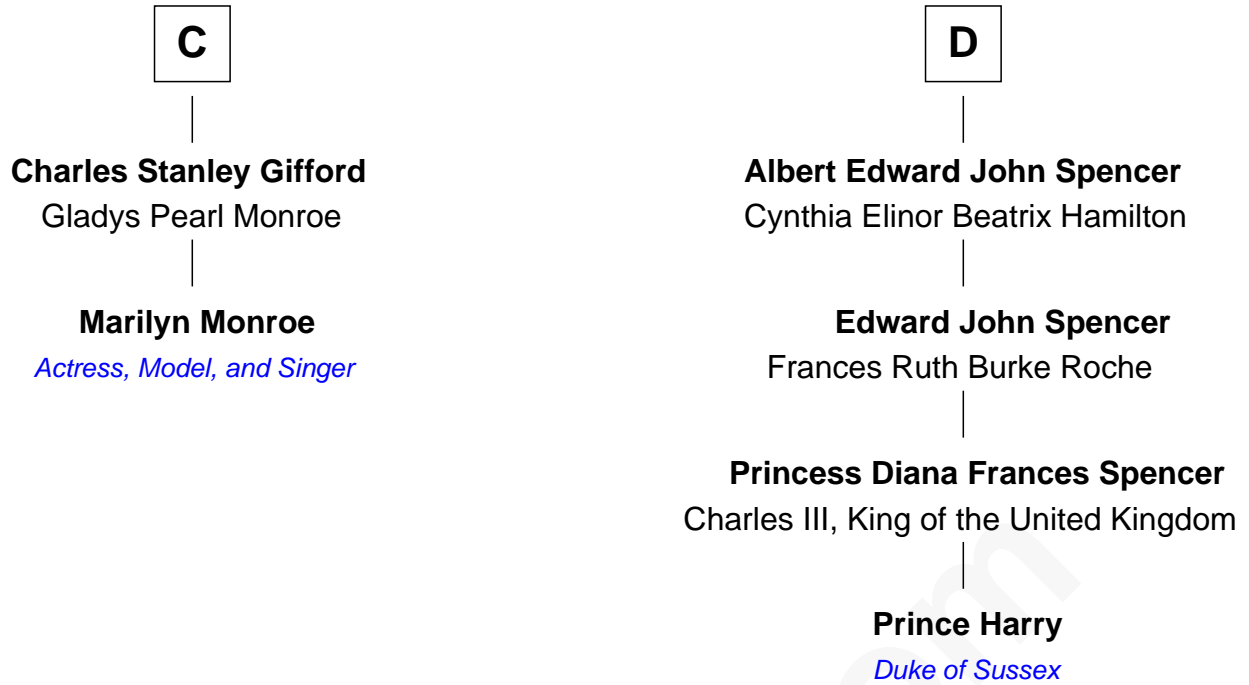 C
Charles Stanley Gifford
Gladys Pearl Monroe
Marilyn Monroe
Actress, Model, and Singer
D
Albert Edward John Spencer
Cynthia Elinor Beatrix Hamilton
Edward John Spencer
Frances Ruth Burke Roche
Princess Diana Frances Spencer
Charles III, King of the United Kingdom
Prince Harry
Duke of Sussex